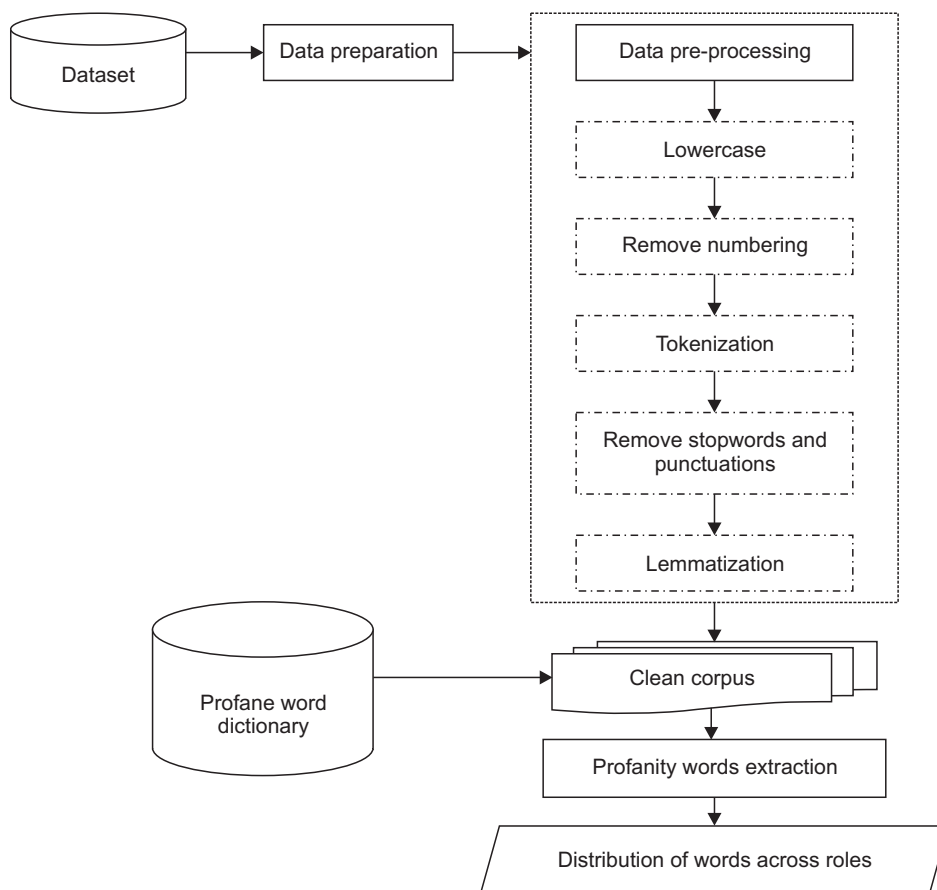 Dataset
Data preparation
Data pre-processing
Lowercase
Remove numbering
Tokenization
Remove stopwords and
punctuations
Lemmatization
Profane word
dictionary
Clean corpus
Profanity words extraction
Distribution of words across roles